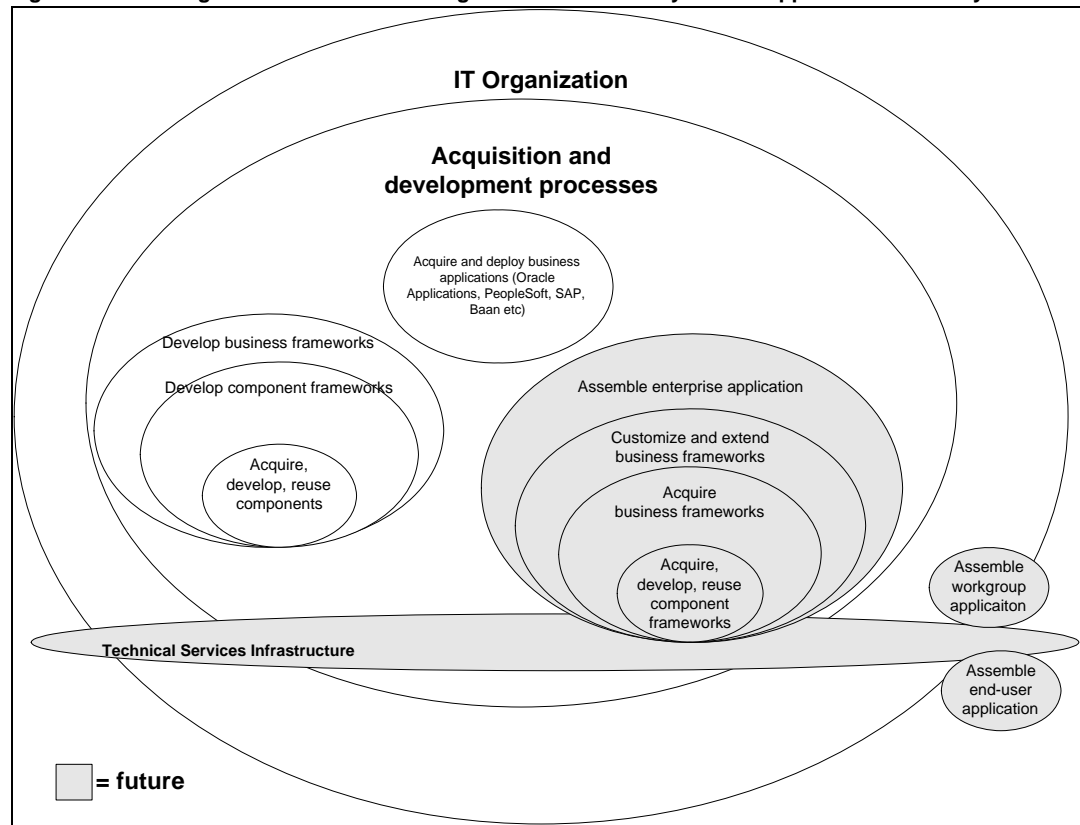 IT Organization
Acquisition and
development processes
Acquire and deploy business
applications (Oracle
Applications, PeopleSoft, SAP,
Baan etc)
Develop business frameworks
Develop component frameworks
Acquire,
develop, reuse
components
Assemble enterprise application
Customize and extend
business frameworks
Acquire
business frameworks
Acquire,
develop, reuse
component
frameworks
Assemble
workgroup
applicaiton
Technical Services Infrastructure
Assemble
end-user
application
= future